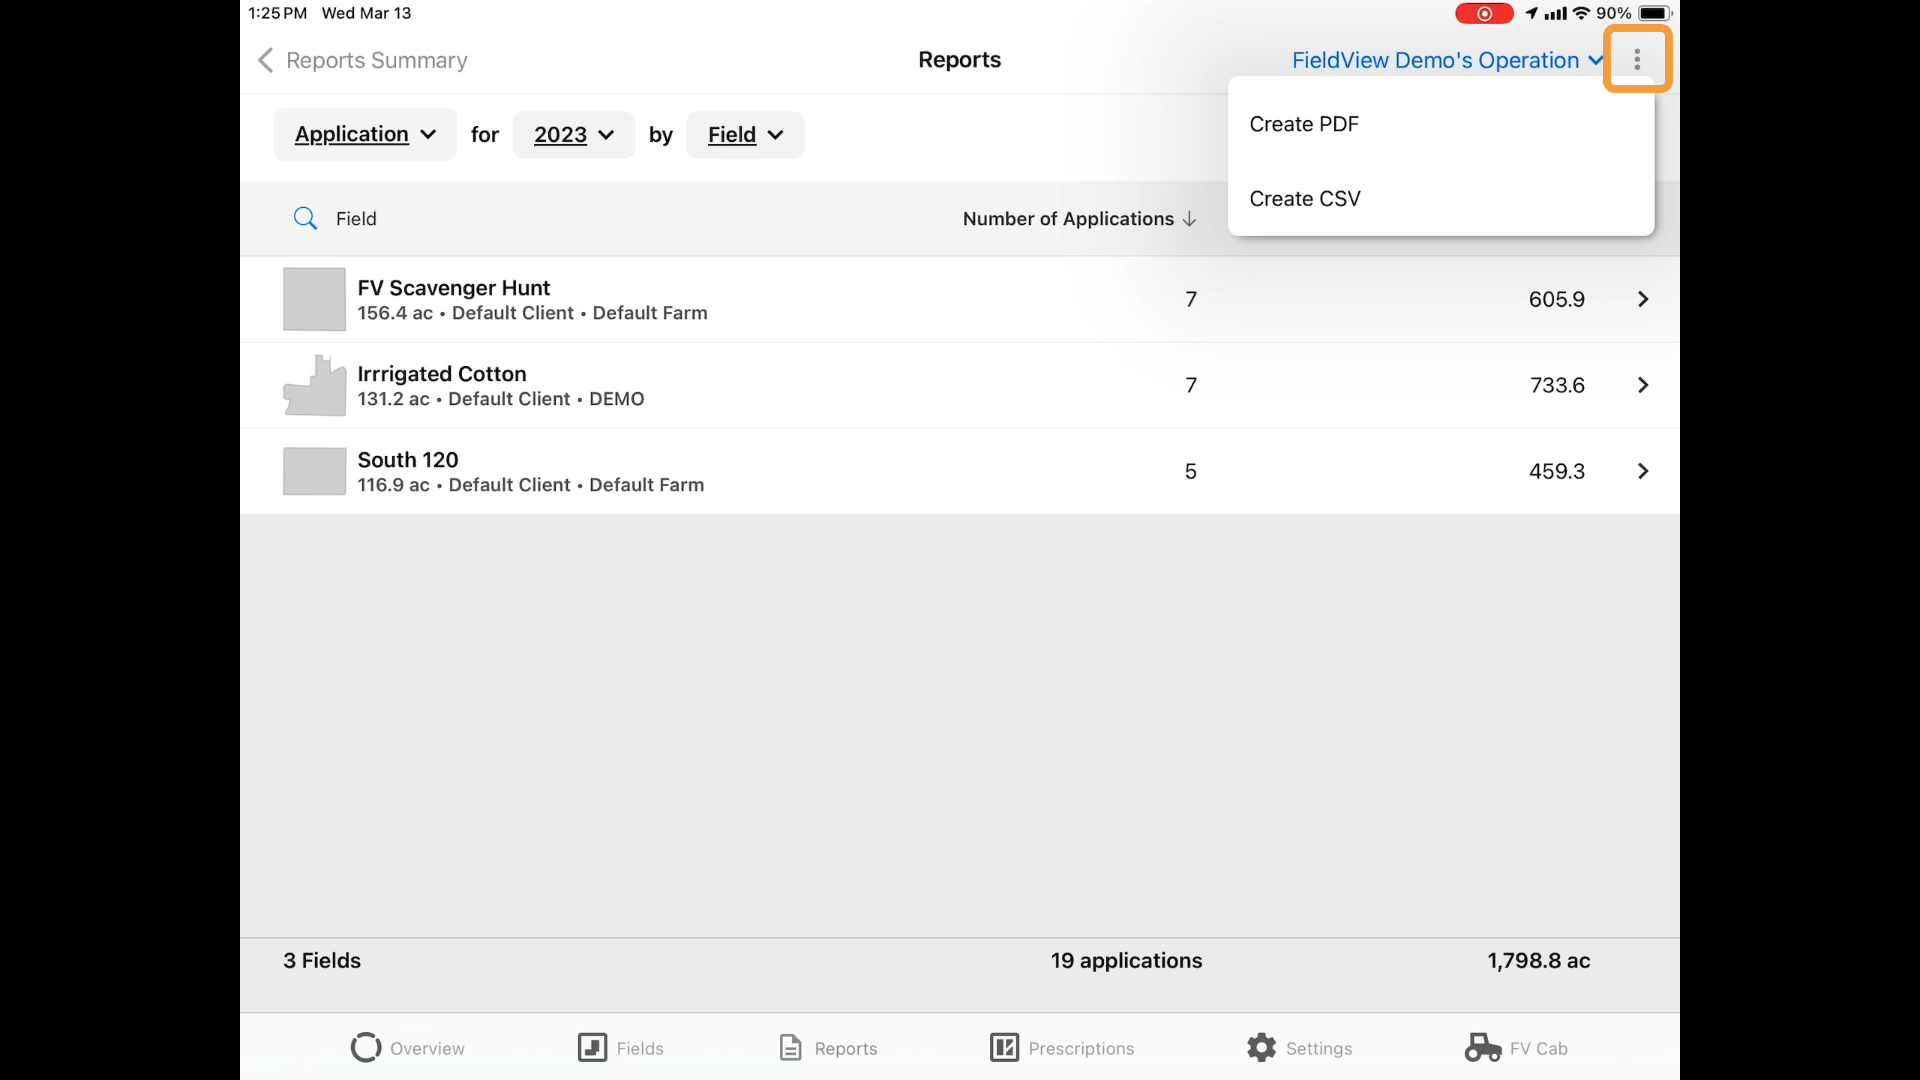 1:25 PM Wed Mar 13
90%
Reports Summary
Reports
FieldView Demo's Operation
Create PDF
Create CSV
Application for 2023 by Field
Field
Number of Applications ↓
FV Scavenger Hunt
156.4 ac • Default Client • Default Farm
7
605.9
Irrrigated Cotton
131.2 ac • Default Client • DEMO
7
733.6
South 120
116.9 ac • Default Client • Default Farm
5
459.3
3 Fields
19 applications
1,798.8 ac
Overview
Fields
Reports
Prescriptions
Settings
FV Cab